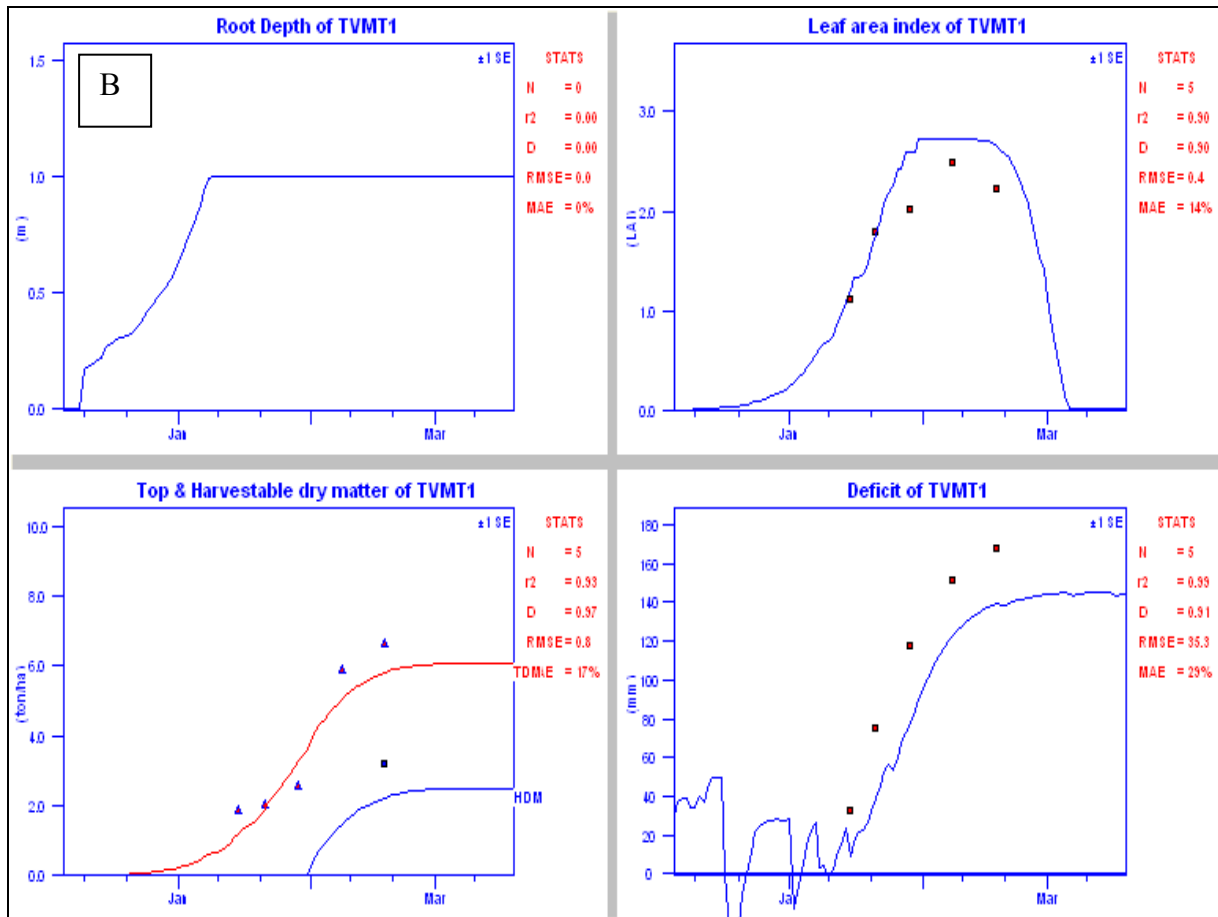 Root Depth of TVMT1
B
±1 SE
STATS
N = 0
r2 = 0.00
D = 0.00
RMSE = 0.0
MAE = 0%
1.5
1.0
0.5
0.0
(m)
Jan
Mar
Leaf area index of TVMT1
±1 SE
STATS
N = 5
r2 = 0.90
D = 0.90
RMSE = 0.4
MAE = 14%
3.0
2.0
1.0
0.0
(LAI)
Jan
Mar
Top & Harvestable dry matter of TVMT1
±1 SE
STATS
N = 5
r2 = 0.93
D = 0.97
RMSE = 0.8
TDMAE = 17%
HDM
10.0
8.0
6.0
4.0
2.0
0.0
(ton/ha)
Jan
Mar
Deficit of TVMT1
±1 SE
STATS
N = 5
r2 = 0.99
D = 0.91
RMSE = 35.3
MAE = 29%
180
160
140
120
100
80
60
40
20
0
(mm)
Jan
Mar